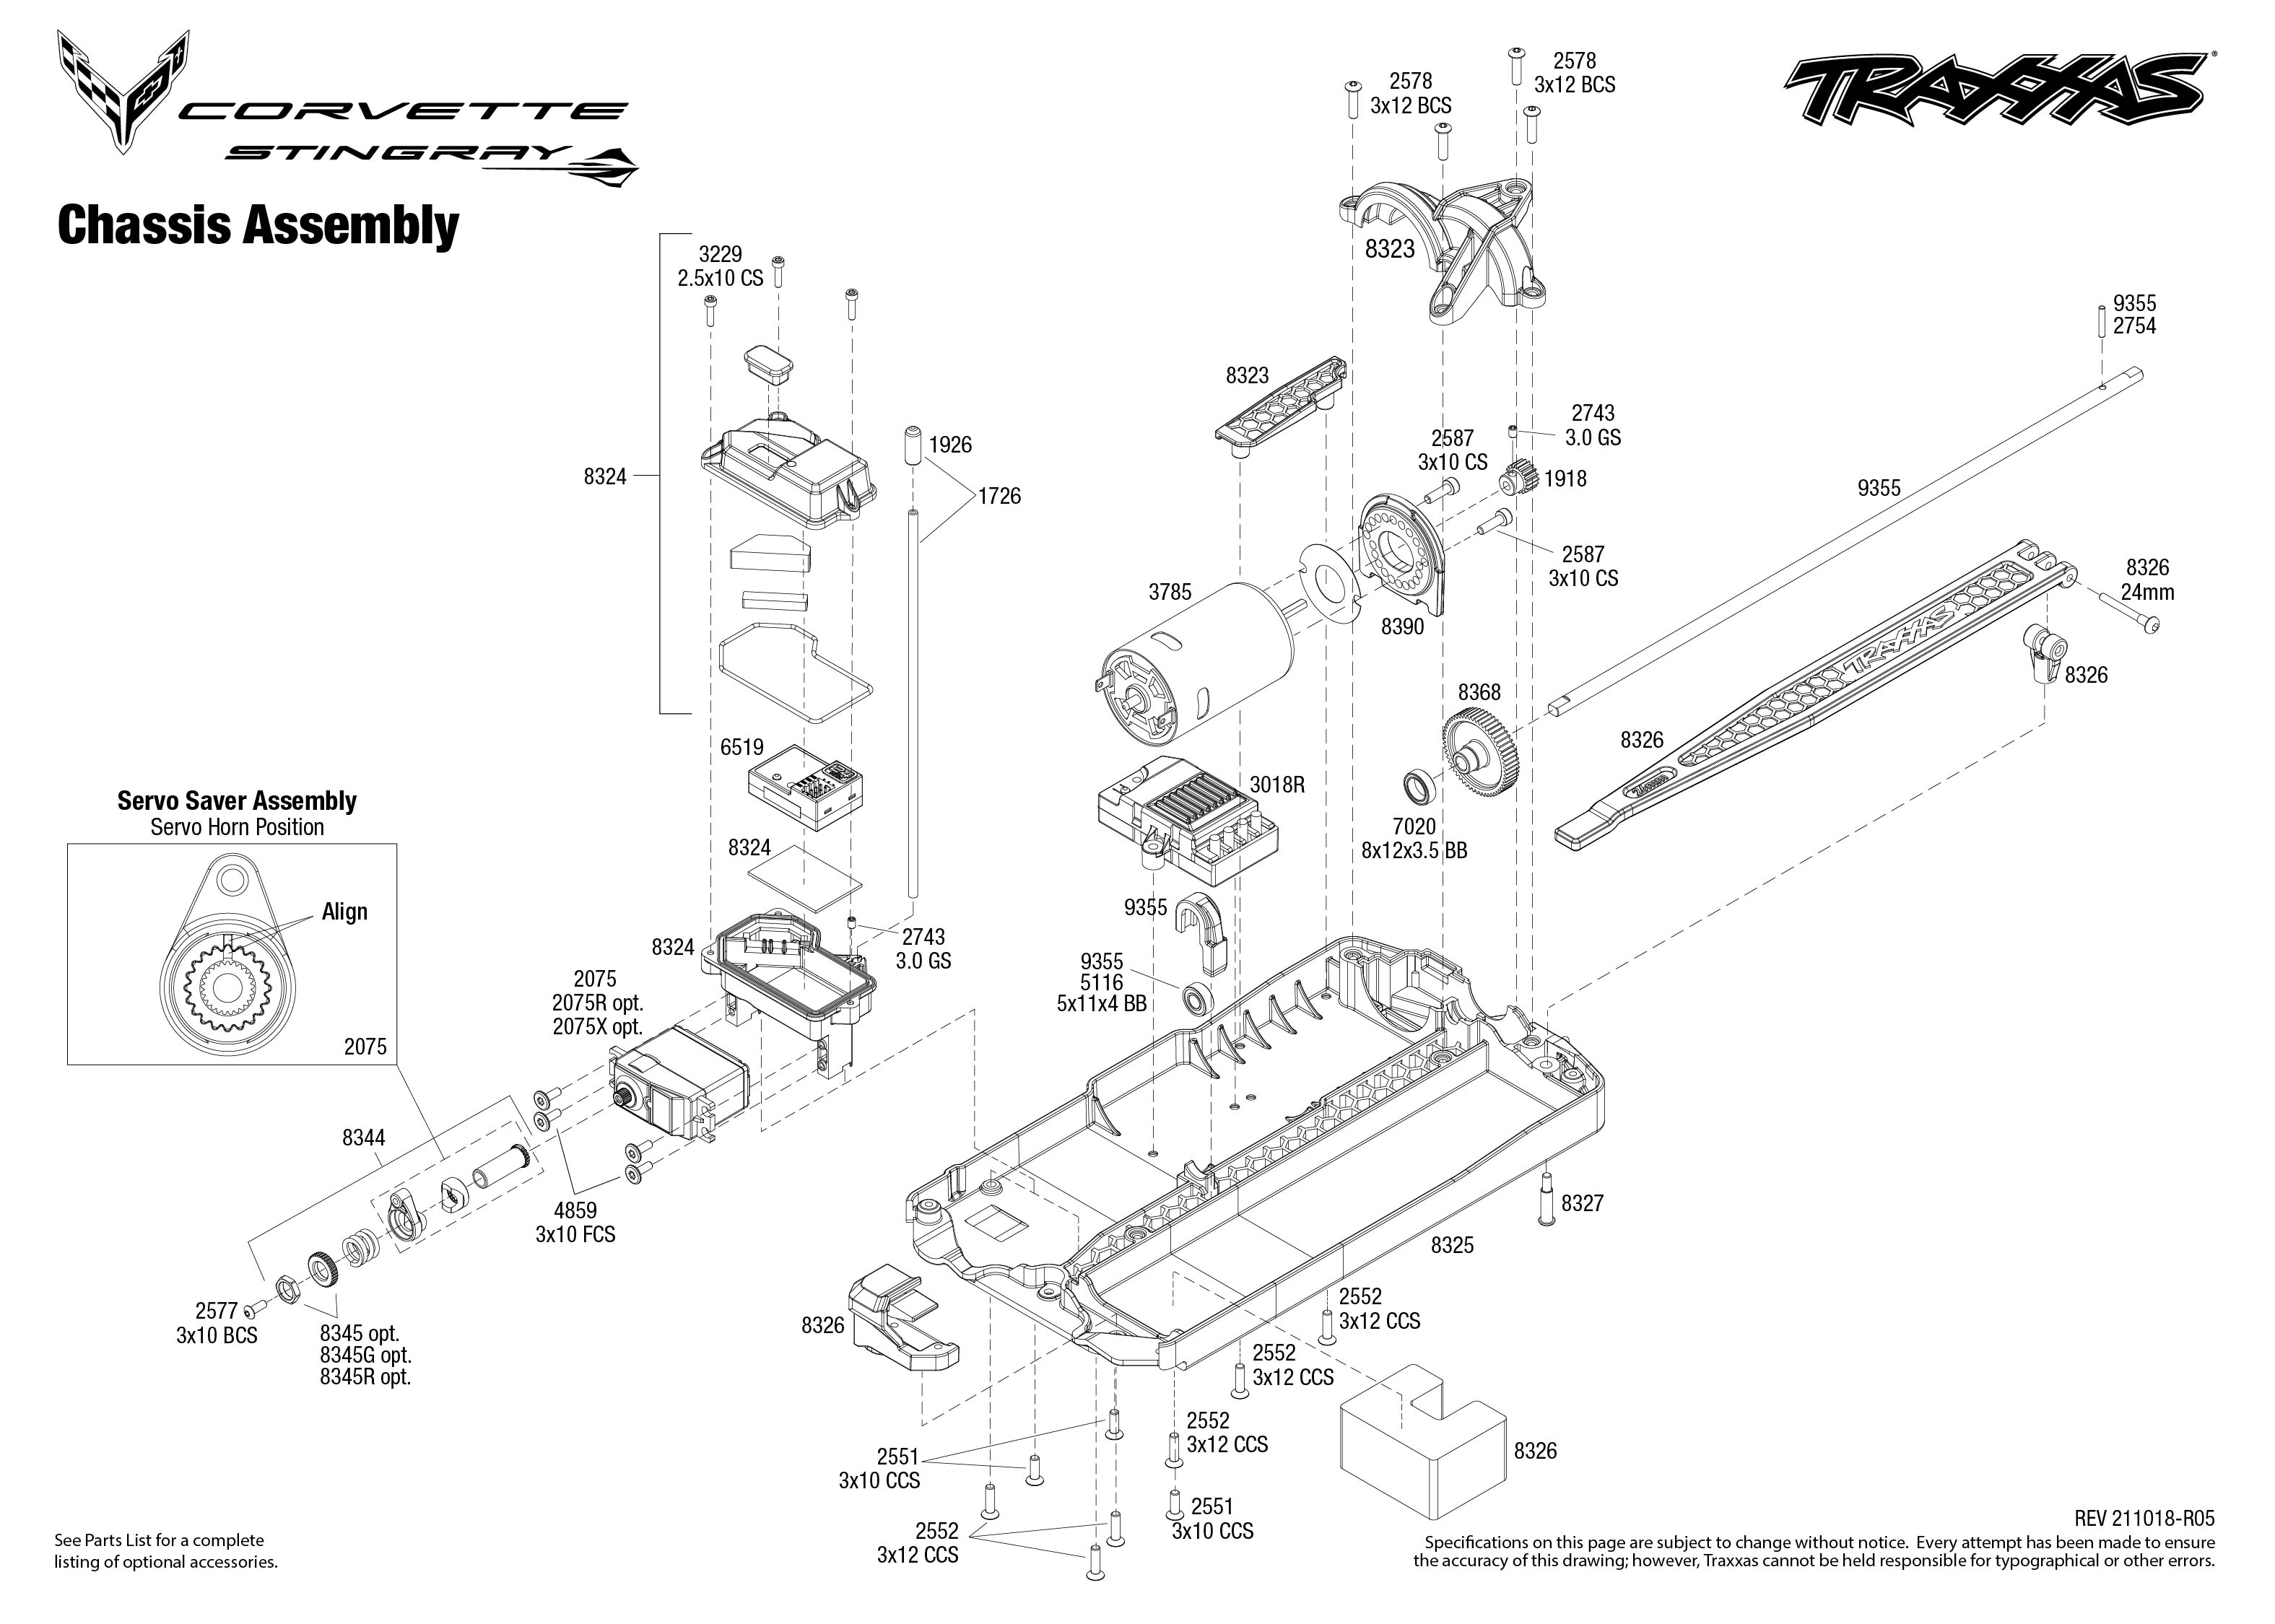 CORVETTE
STINGRAY
TRAXXAS
Chassis Assembly
2578
3x12 BCS
2578
3x12 BCS
3229
2.5x10 CS
8323
8323
9355
2754
8324
1926
1726
2587
3x10 CS
2743
3.0 GS
1918
2587
3x10 CS
9355
8326
24mm
3785
8390
8326
TRAXXAS
6519
8368
8326
3018R
7020
8x12x3.5 BB
Servo Saver Assembly
Servo Horn Position
Align
2075
8324
8324
2743
3.0 GS
9355
9355
5116
5x11x4 BB
2075
2075R opt.
2075X opt.
8344
4859
3x10 FCS
8327
8325
2577
3x10 BCS
8345 opt.
8345G opt.
8345R opt.
8326
2552
3x12 CCS
2552
3x12 CCS
2552
3x12 CCS
2551
3x10 CCS
2551
3x10 CCS
2552
3x12 CCS
8326
See Parts List for a complete
listing of optional accessories.
REV 211018-R05
Specifications on this page are subject to change without notice.  Every attempt has been made to ensure
the accuracy of this drawing; however, Traxxas cannot be held responsible for typographical or other errors.